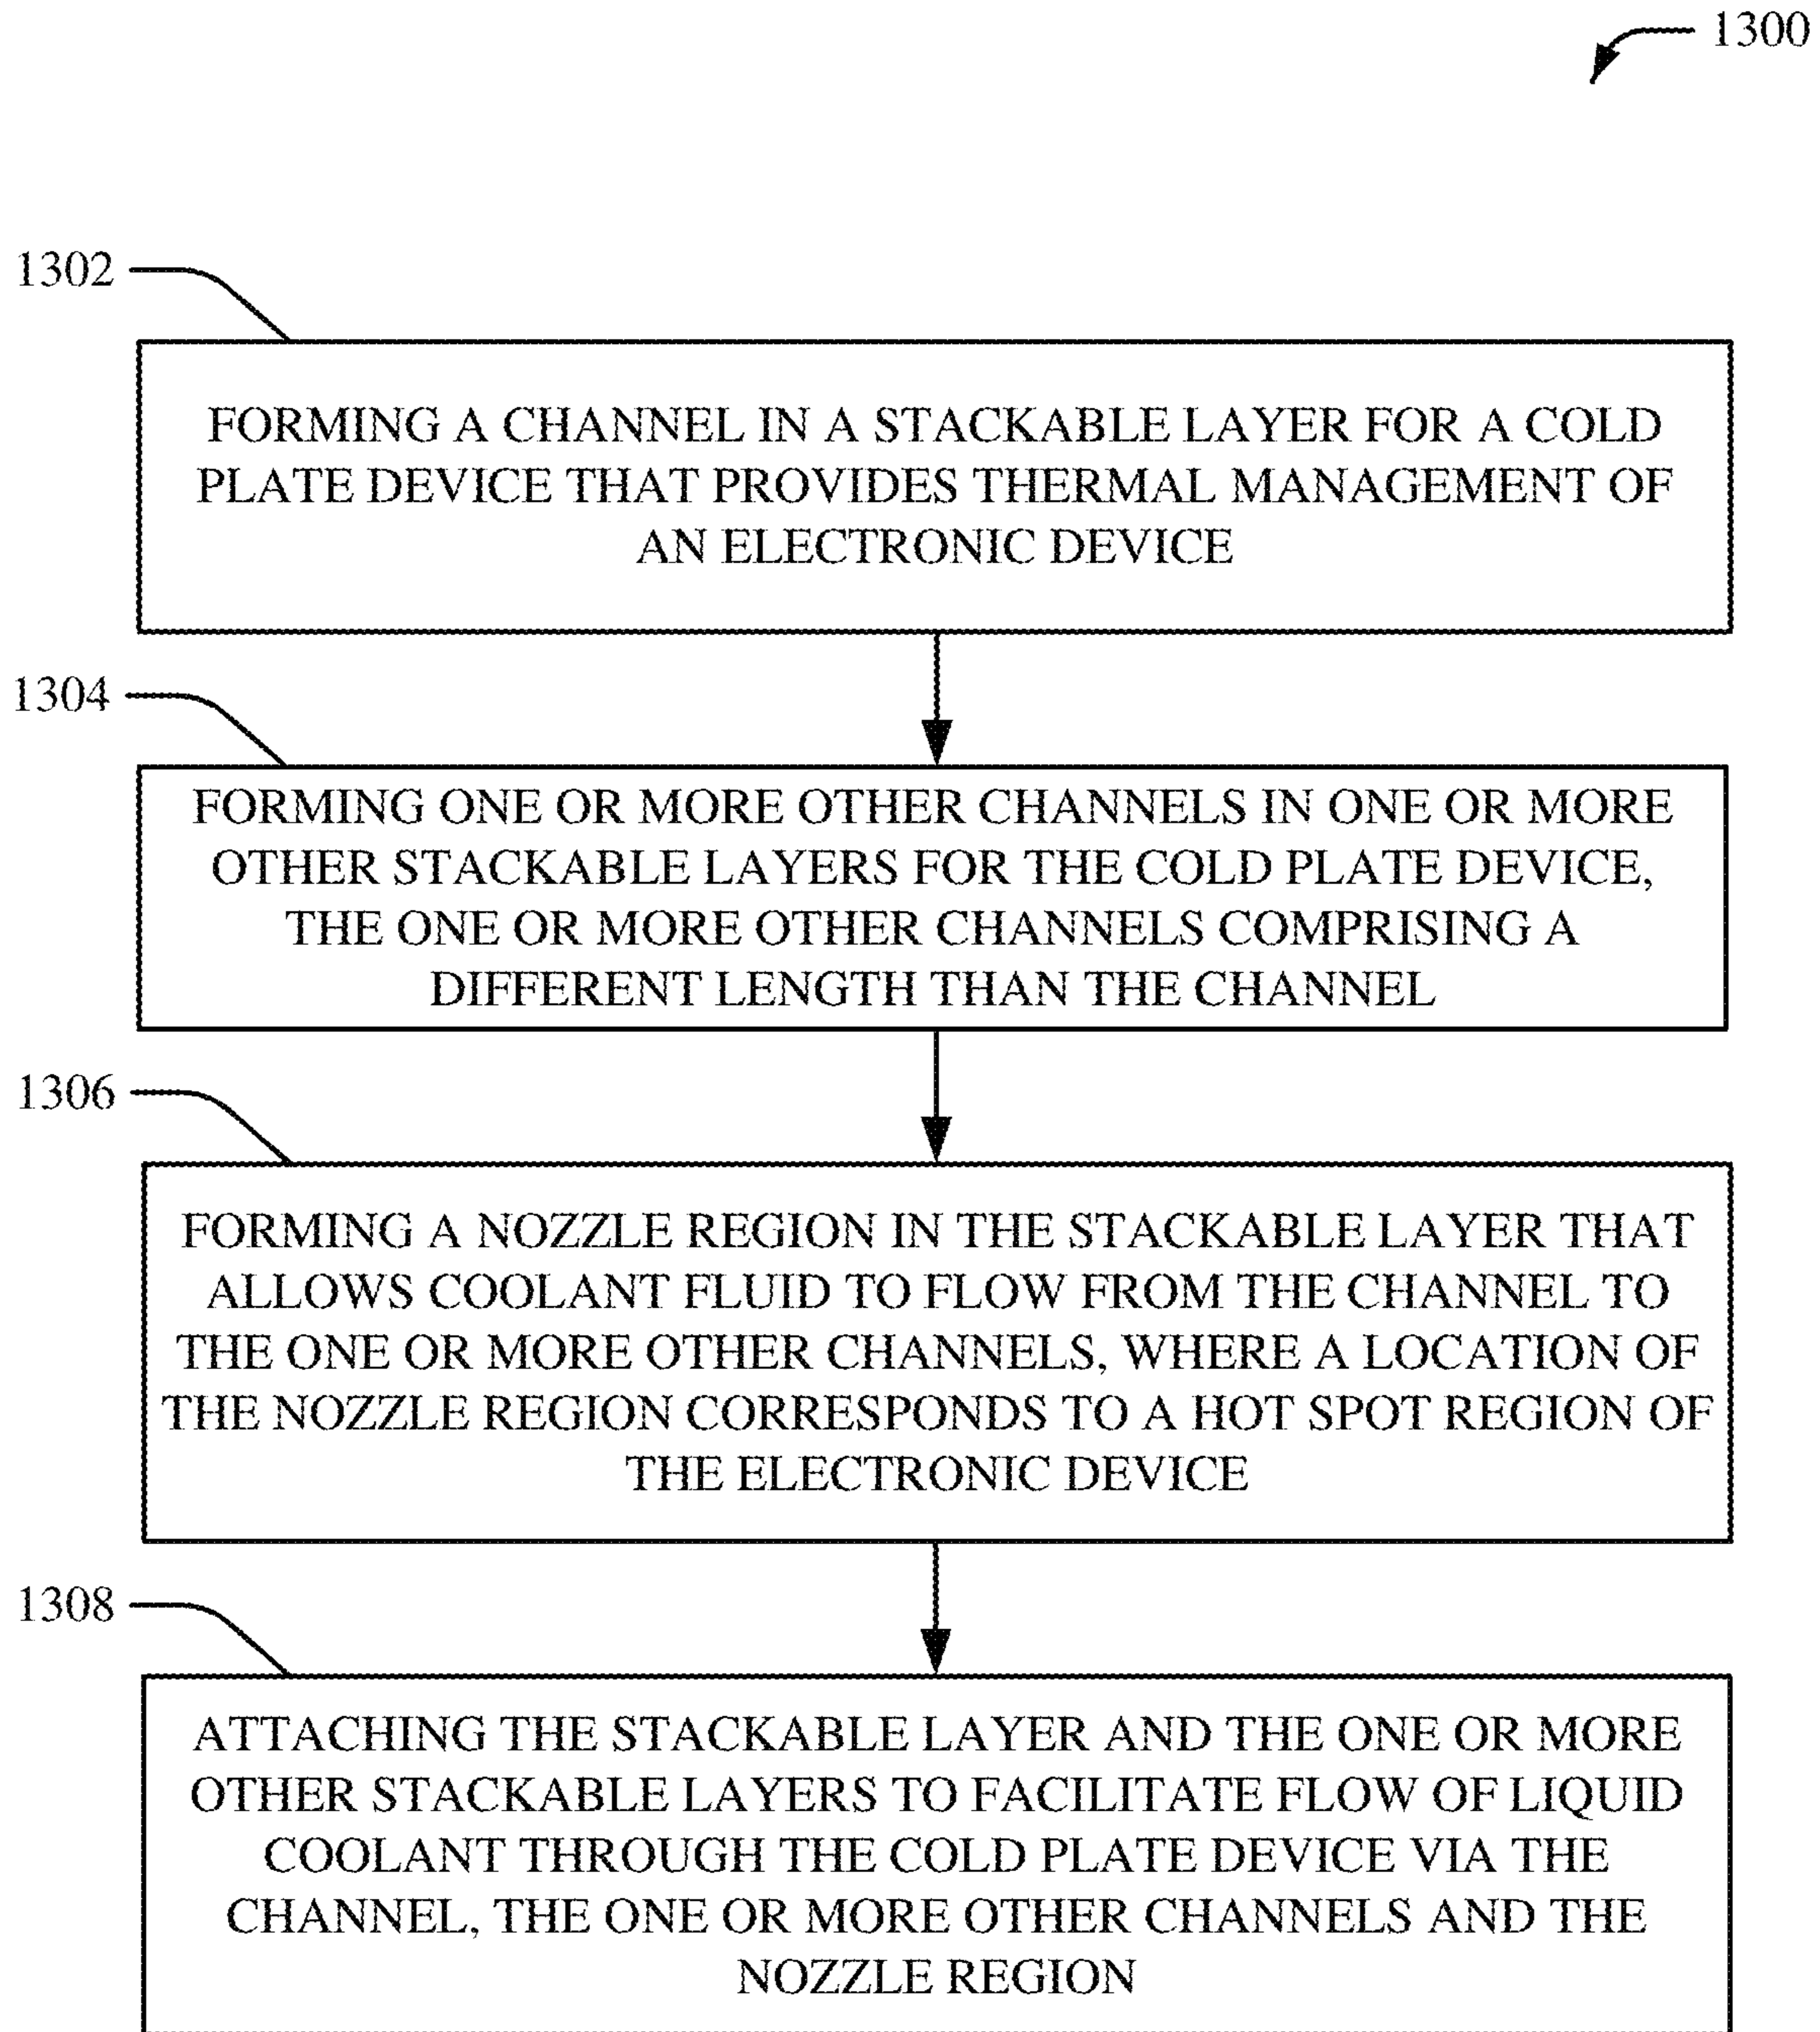 1300
1302
FORMING A CHANNEL IN A STACKABLE LAYER FOR A COLD
PLATE DEVICE THAT PROVIDES THERMAL MANAGEMENT OF
AN ELECTRONIC DEVICE
1304
FORMING ONE OR MORE OTHER CHANNELS IN ONE OR MORE
OTHER STACKABLE LAYERS FOR THE COLD PLATE DEVICE,
THE ONE OR MORE OTHER CHANNELS COMPRISING A
DIFFERENT LENGTH THAN THE CHANNEL
1306
FORMING A NOZZLE REGION IN THE STACKABLE LAYER THAT
ALLOWS COOLANT FLUID TO FLOW FROM THE CHANNEL TO
THE ONE OR MORE OTHER CHANNELS, WHERE A LOCATION OF
THE NOZZLE REGION CORRESPONDS TO A HOT SPOT REGION OF
THE ELECTRONIC DEVICE
1308
ATTACHING THE STACKABLE LAYER AND THE ONE OR MORE
OTHER STACKABLE LAYERS TO FACILITATE FLOW OF LIQUID
COOLANT THROUGH THE COLD PLATE DEVICE VIA THE
CHANNEL, THE ONE OR MORE OTHER CHANNELS AND THE
NOZZLE REGION